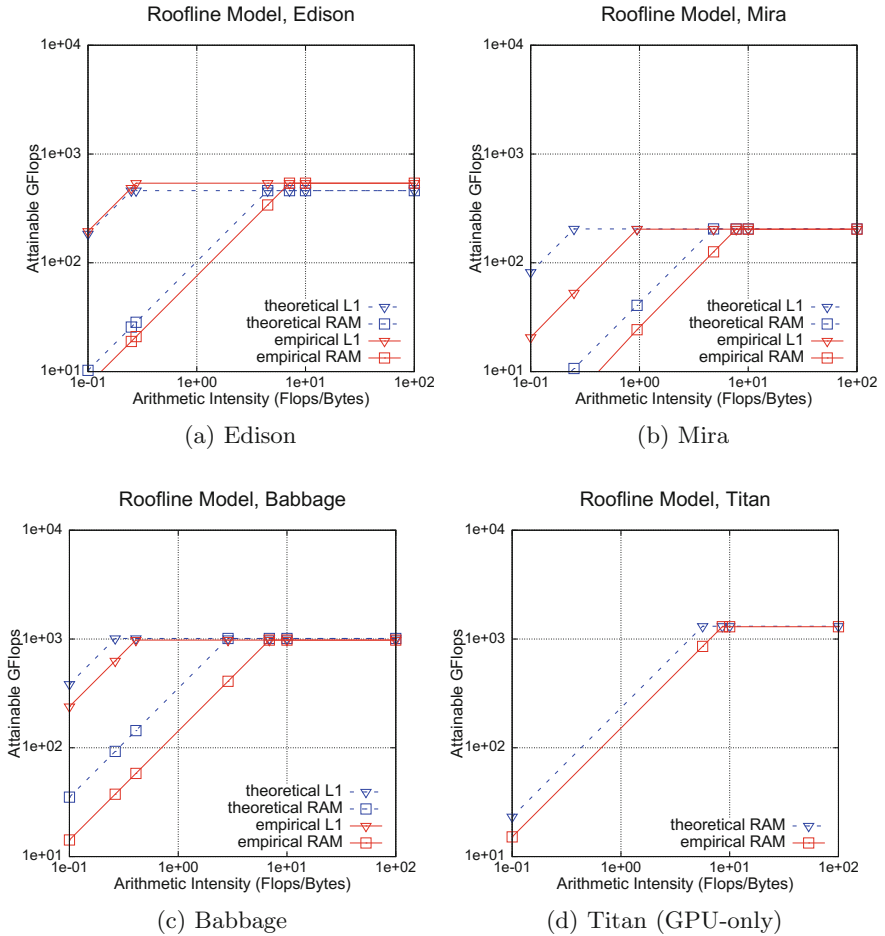 Roofline Model, Edison
1e+04
1e+03
1e+02
1e+01
Attainable GFlops
theoretical L1
theoretical RAM
empirical L1
empirical RAM
1e-01
1e+00
1e+01
1e+02
Arithmetic Intensity (Flops/Bytes)
(a) Edison
Roofline Model, Mira
1e+04
1e+03
1e+02
1e+01
Attainable GFlops
theoretical L1
theoretical RAM
empirical L1
empirical RAM
1e-01
1e+00
1e+01
1e+02
Arithmetic Intensity (Flops/Bytes)
(b) Mira
Roofline Model, Babbage
1e+04
1e+03
1e+02
1e+01
Attainable GFlops
theoretical L1
theoretical RAM
empirical L1
empirical RAM
1e-01
1e+00
1e+01
1e+02
Arithmetic Intensity (Flops/Bytes)
(c) Babbage
Roofline Model, Titan
1e+04
1e+03
1e+02
1e+01
Attainable GFlops
theoretical RAM
empirical RAM
1e-01
1e+00
1e+01
1e+02
Arithmetic Intensity (Flops/Bytes)
(d) Titan (GPU-only)